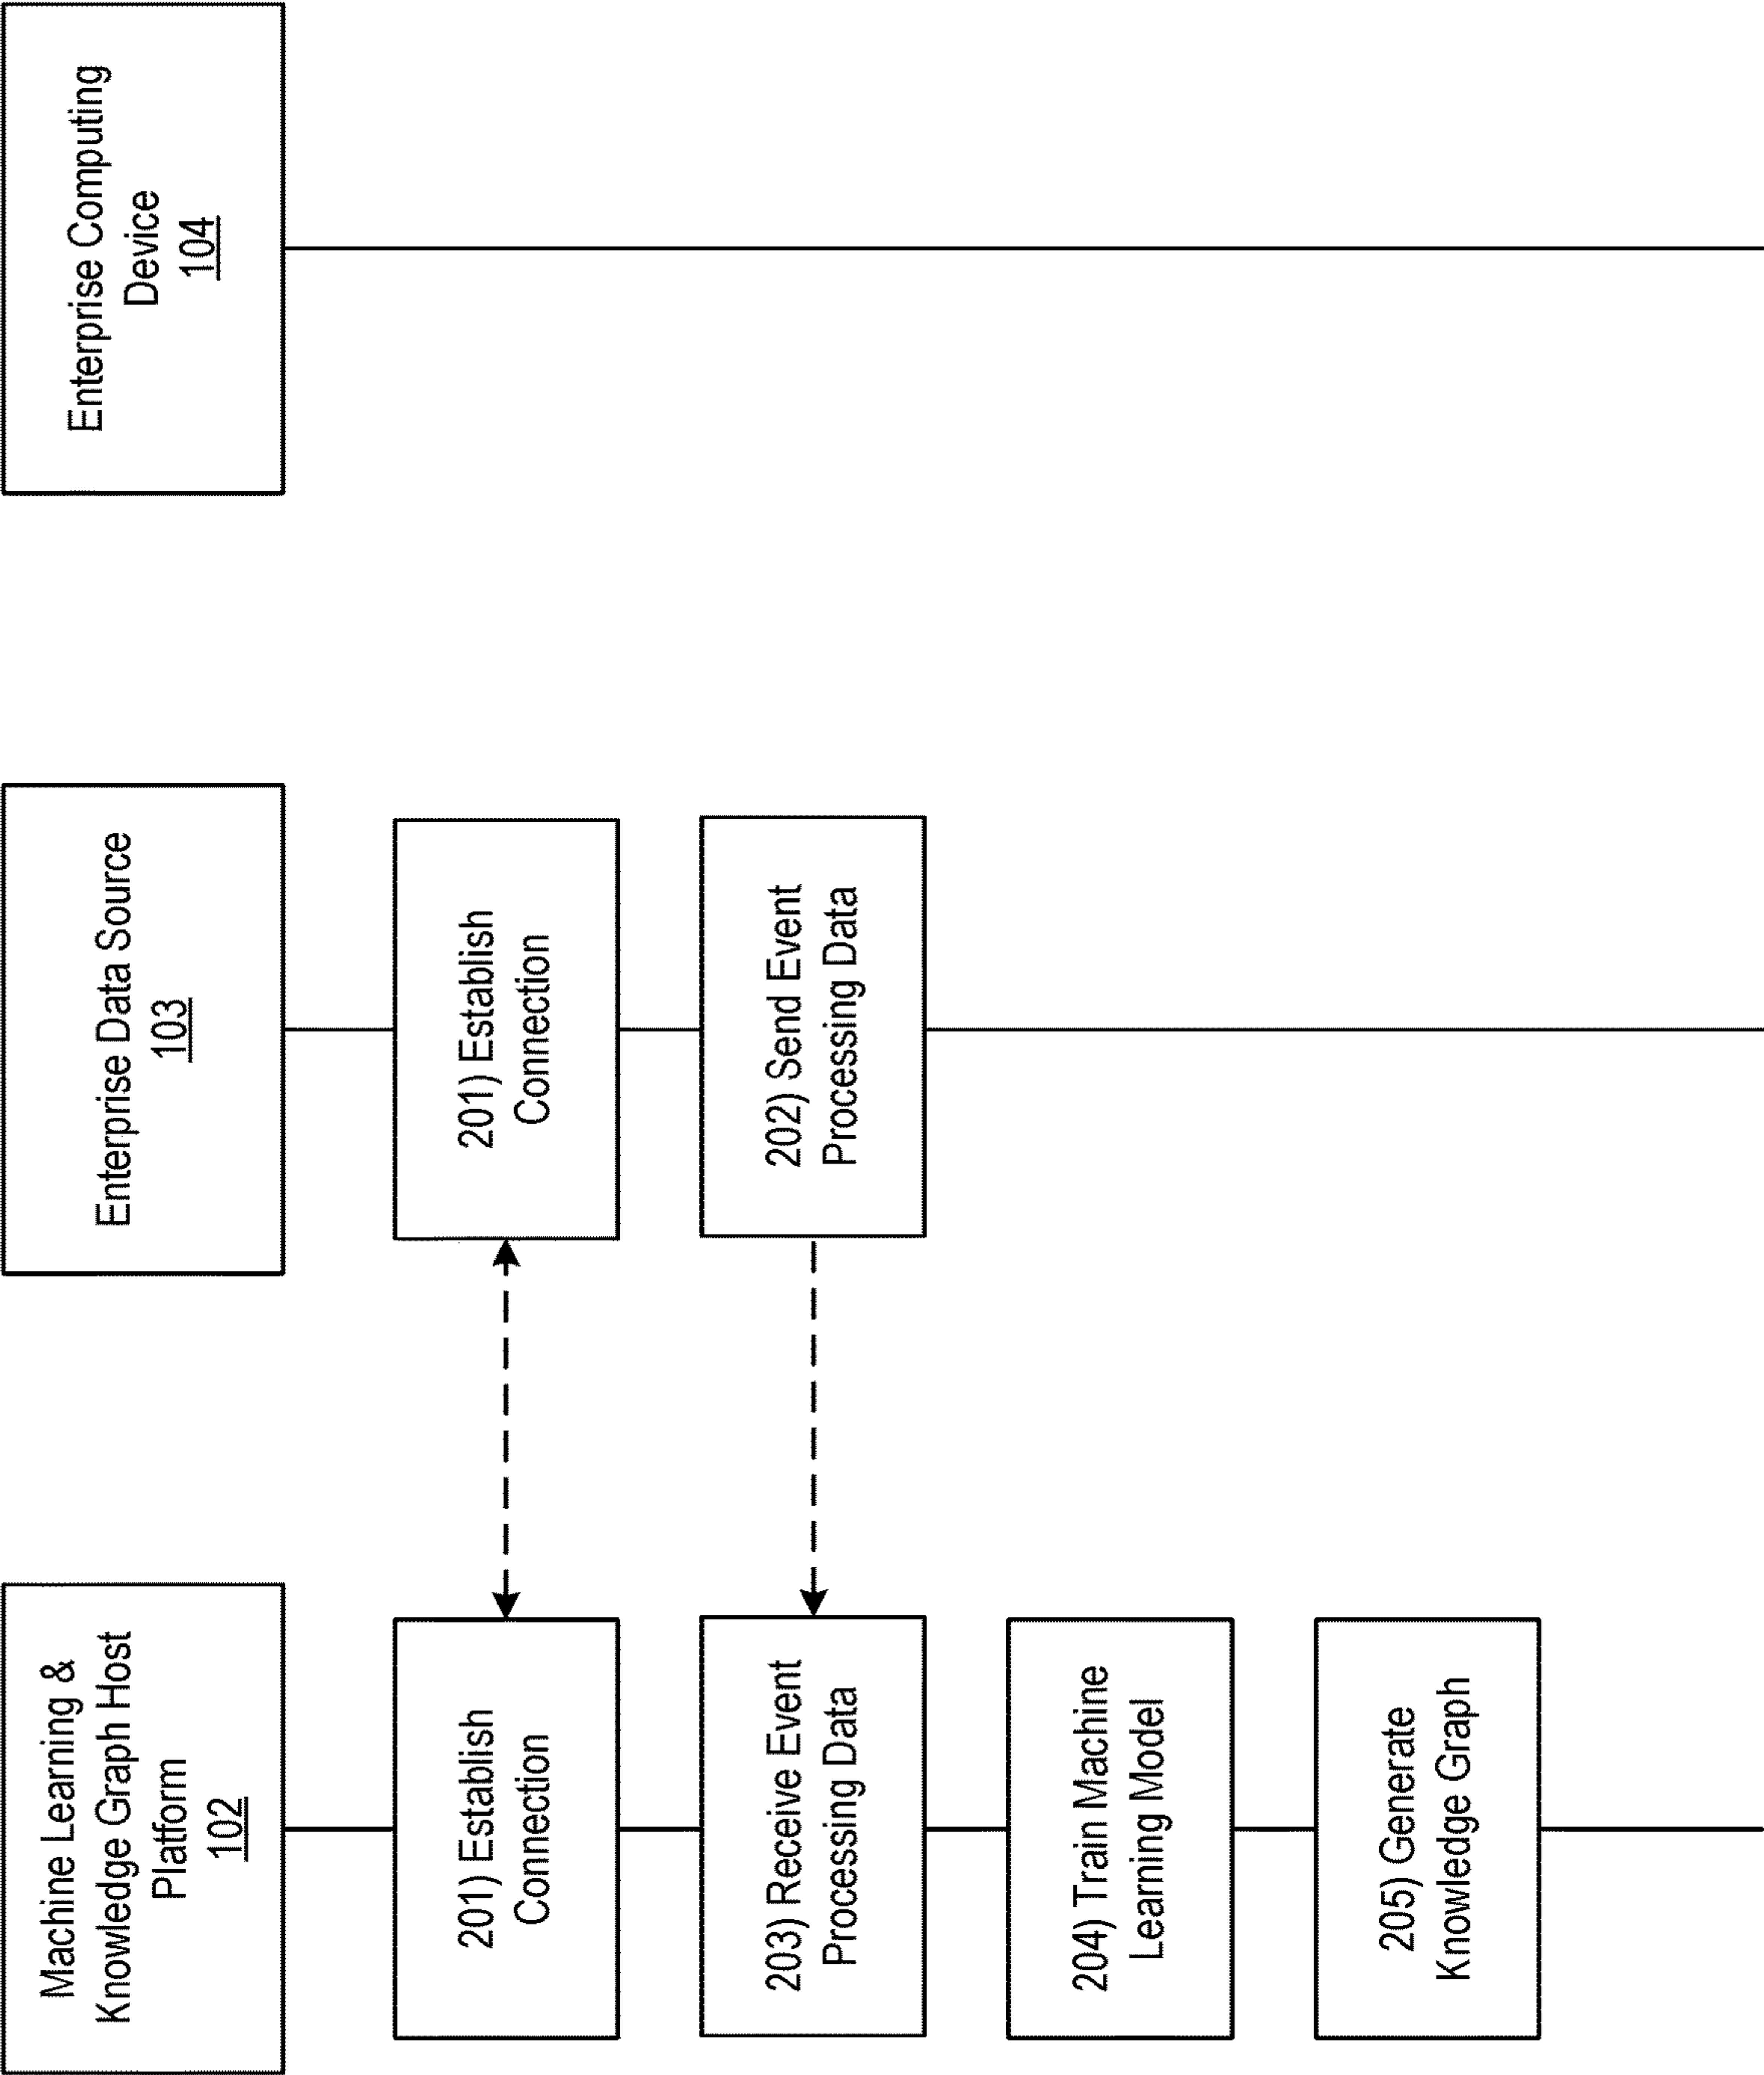 Machine Learning &
Knowledge Graph Host
Platform
102
Enterprise Data Source
103
Enterprise Computing
Device
104
201) Establish
Connection
201) Establish
Connection
203) Receive Event
Processing Data
202) Send Event
Processing Data
204) Train Machine
Learning Model
205) Generate
Knowledge Graph